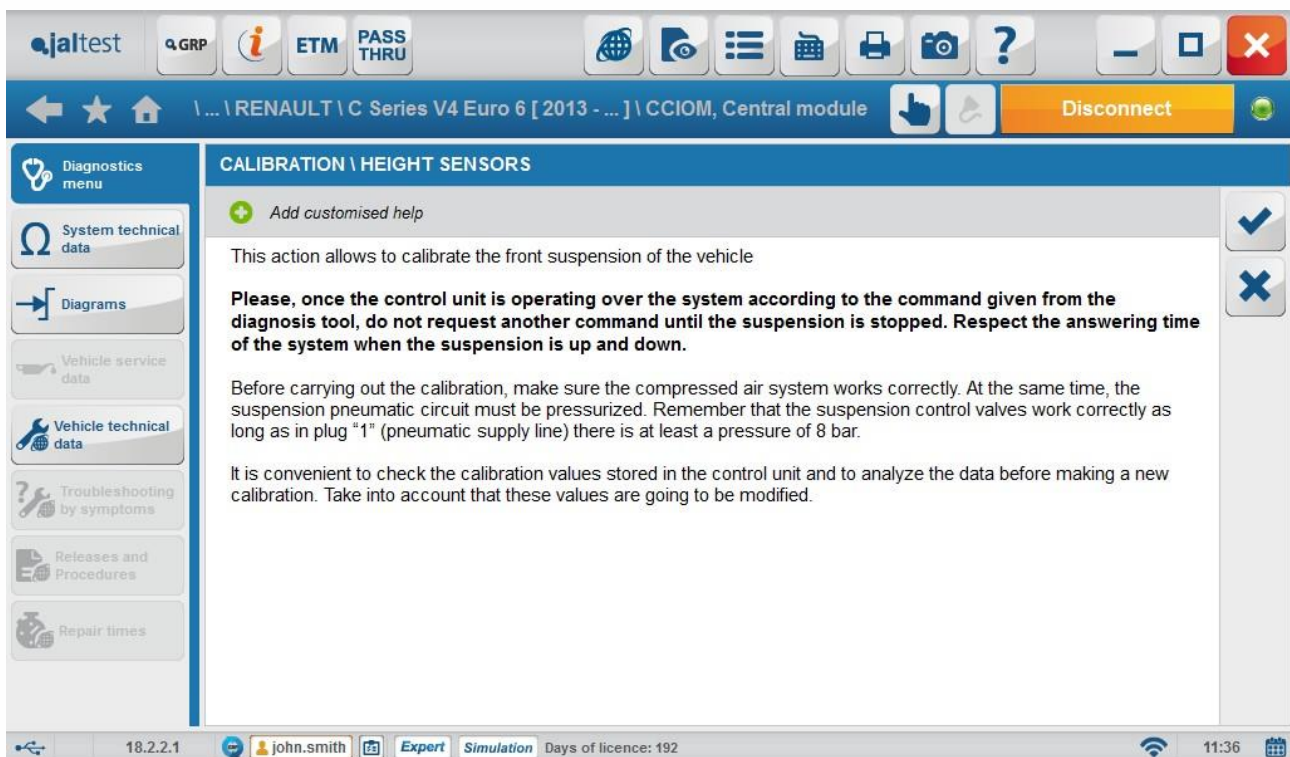 jaltest
GRP
ETM
PASS
THRU
\ ... \ RENAULT \ C Series V4 Euro 6 [ 2013 - ... ] \ CCIOM, Central module
Disconnect
Diagnostics
menu
System technical
data
Diagrams
Vehicle service
data
Vehicle technical
data
Troubleshooting
by symptoms
Releases and
Procedures
Repair times
CALIBRATION \ HEIGHT SENSORS
Add customised help
This action allows to calibrate the front suspension of the vehicle
Please, once the control unit is operating over the system according to the command given from the
diagnosis tool, do not request another command until the suspension is stopped. Respect the answering time
of the system when the suspension is up and down.
Before carrying out the calibration, make sure the compressed air system works correctly. At the same time, the
suspension pneumatic circuit must be pressurized. Remember that the suspension control valves work correctly as
long as in plug “1” (pneumatic supply line) there is at least a pressure of 8 bar.
It is convenient to check the calibration values stored in the control unit and to analyze the data before making a new
calibration. Take into account that these values are going to be modified.
18.2.2.1
john.smith
Expert
Simulation
Days of licence: 192
11:36